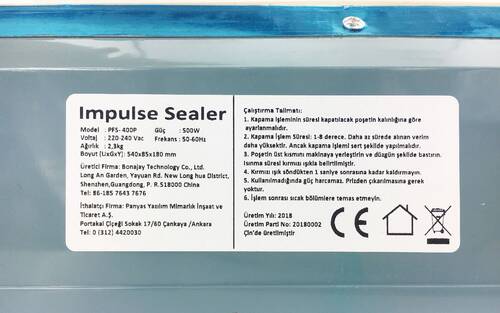 Impulse Sealer
Model : PFS- 400P Güç : 500W
Voltaj : 220-240 Vac Frekans : 50-60Hz
Ağırlık : 2,3kg
Boyut (UxGxY): 540x85x180 mm
Üretici Firma: Bonajay Technology Co., Ltd.
Long An Garden, Yayuan Rd. New Long hua District,
Shenzhen,Guangdong, P. R.518000 China
Tel: 86-185 7643 7676
İthalatçı Firma: Panyas Yazılım Mimarlık İnşaat ve
Ticaret A.Ş.
Portakal Çiçeği Sokak 17/60 Çankaya /Ankara
Tel: 0 (312) 4420030
Çalıştırma Talimatı:
1. Kapama işleminin süresi kapatılacak poşetin kalınlığına göre
ayarlanmalıdır.
2. Kapama İşlem Süresi: 1-8 derece. Daha az sürede alınan verim
daha yüksektir. Ancak kapama işlemi sert şekilde yapılmamalıdır.
3. Poşetin üst kısmını makinaya yerleştirin ve düzgün şekilde bastırın.
Isınma süresi kırmızı ışık ile gösterilmektedir.
4. Kırmızı ışık söndükten 1 saniye sonrasına kadar kaldırmayın.
5. Kullanılmadığında güç harcamaz. Prizden çıkarılmasına gerek
yoktur.
6. İşlem sonrası sıcak bölümlere temas etmeyin.
Üretim Yılı: 2018
Üretim Parti No: 20180002
Çin'de Üretilmiştir
CE